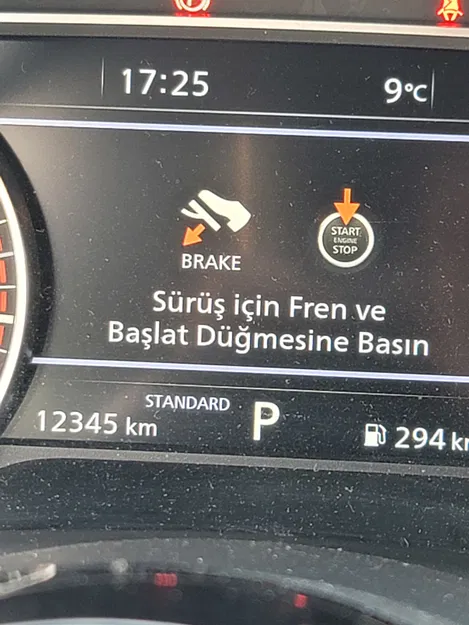 17:25
9°C
BRAKE
START
ENGINE
STOP
Sürüş için Fren ve
Başlat Düğmesine Basın
STANDARD
P
12345 km
294 km